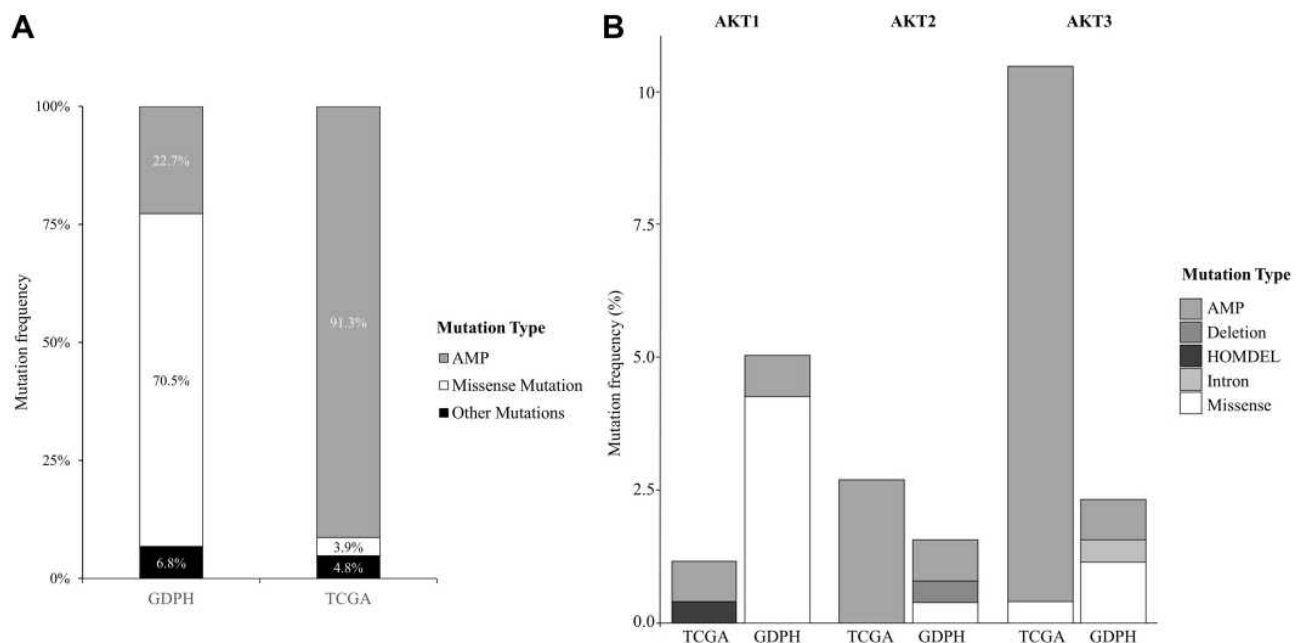 A
100%
75%
50%
25%
0%
Mutation frequency
22.7%
70.5%
6.8%
91.3%
3.9%
4.8%
GDPH
TCGA
Mutation Type
AMP
Missense Mutation
Other Mutations
B
AKT1 AKT2 AKT3
10
7.5
5.0
2.5
0.0
Mutation frequency (%)
TCGA GDPH TCGA GDPH TCGA GDPH
Mutation Type
AMP
Deletion
HOMDEL
Intron
Missense